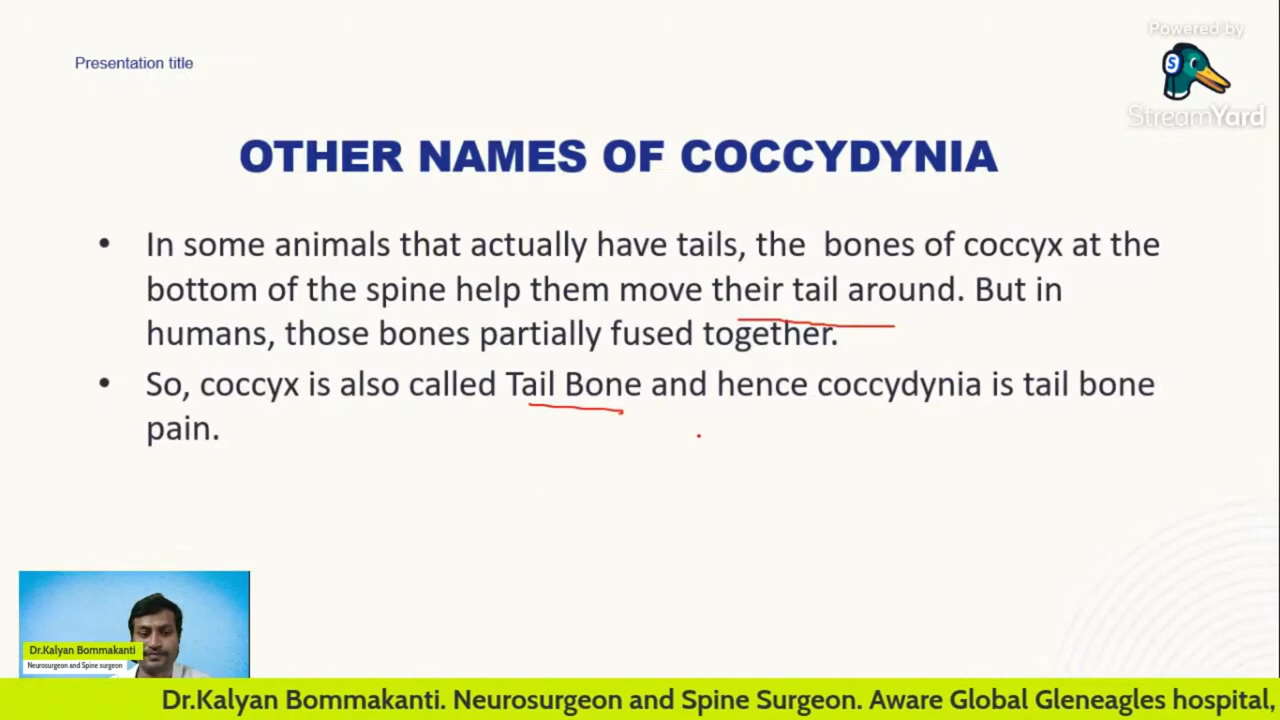 Powered by
Presentation title
S
StreamYard
OTHER NAMES OF COCCYDYNIA
• In some animals that actually have tails, the bones of coccyx at the
bottom of the spine help them move their tail around. But in
humans, those bones partially fused together.
• So, coccyx is also called Tail Bone and hence coccydynia is tail bone
pain.
Dr.Kalyan Bommakanti
Neurosurgeon and Spine surgeon
Dr.Kalyan Bommakanti. Neurosurgeon and Spine Surgeon. Aware Global Gleneagles hospital,